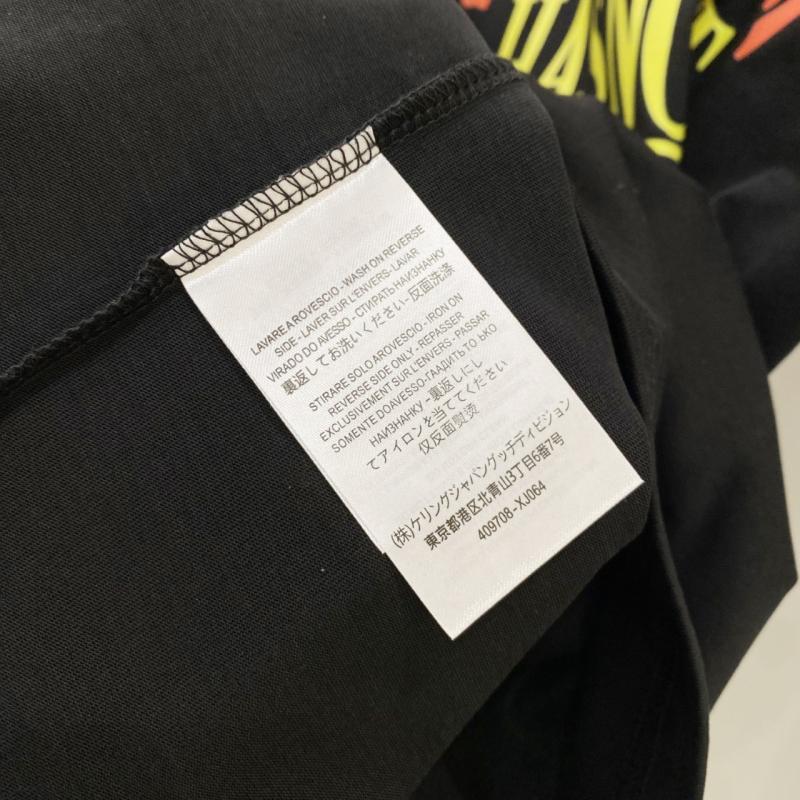 LAVARE A ROVESCIO - WASH ON REVERSE
SIDE - LAVER SUR L'ENVERS - LAVAR
VIRADO DO AVESSO - СТИРАТЬ НАИЗНАНКУ
裏返してお洗いください - 反面洗涤
STIRARE SOLO AROVESCIO - IRON ON
REVERSE SIDE ONLY - REPASSER
EXCLUSIVEMENT SUR L'ENVERS - PASSAR
SOMENTE DOAVESSO-ГААДИТЬ ТО ЬКО
НАИЗНАНКУ - 裏返しにし
てアイロンを当ててください
仅反面熨烫
(株)ケリングジャパングッチディビジョン
東京都港区北青山3丁目6番7号
409708-XJ064